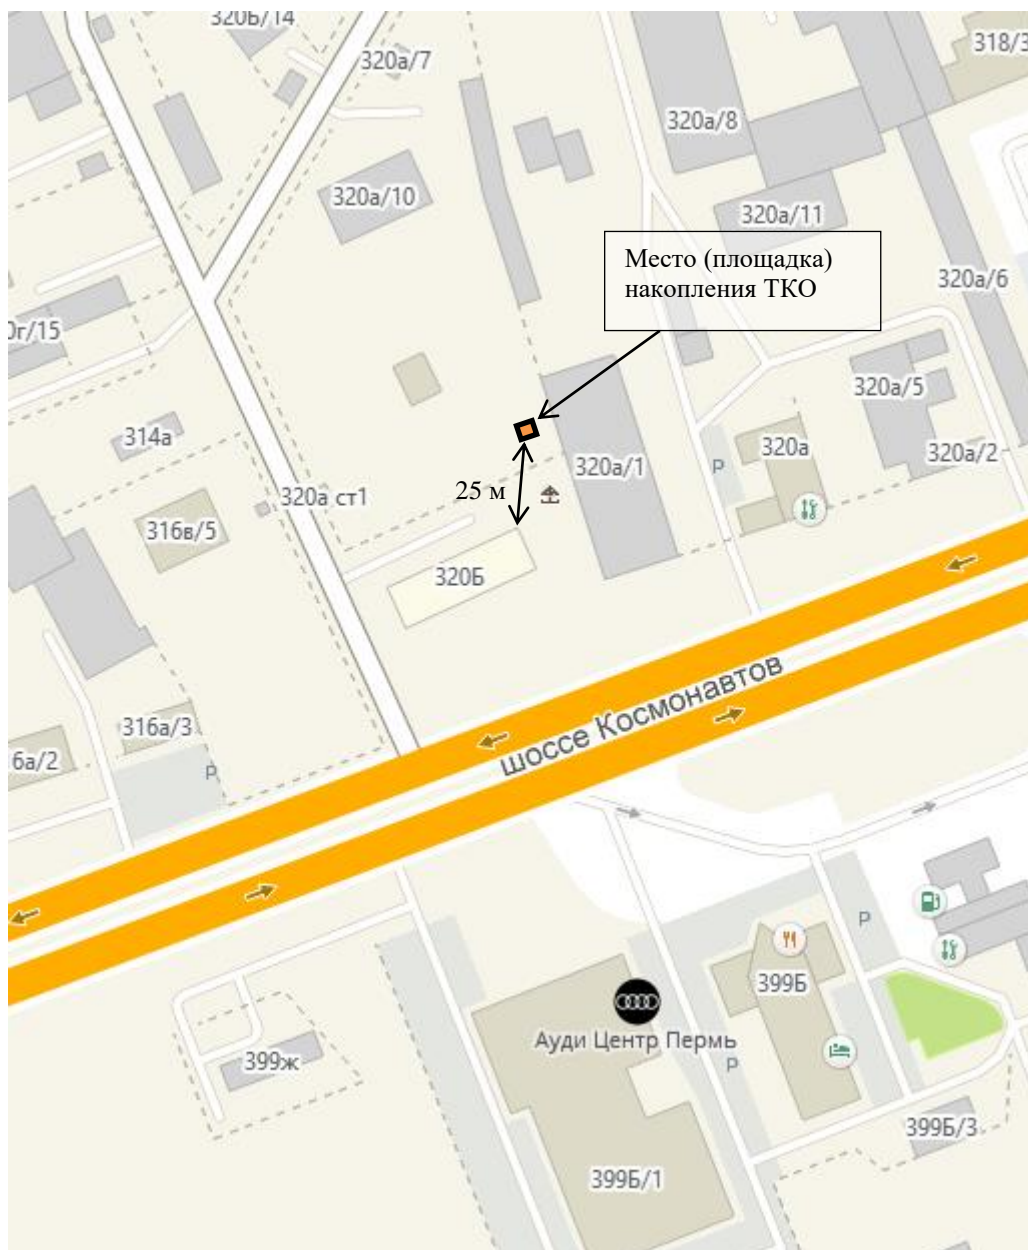 320Б/14
318/3
320а/7
320а/8
320а/10
320а/11
Место (площадка)
накопления ТКО
320а/6
0г/15
320а/5
314а
320а
320а/2
320а/1
Р
25 м
320а ст1
316в/5
320Б
шоссе Космонавтов
316а/3
6а/2
Р
Р
399Б
Ауди Центр Пермь
399ж
Р
399Б/3
399Б/1